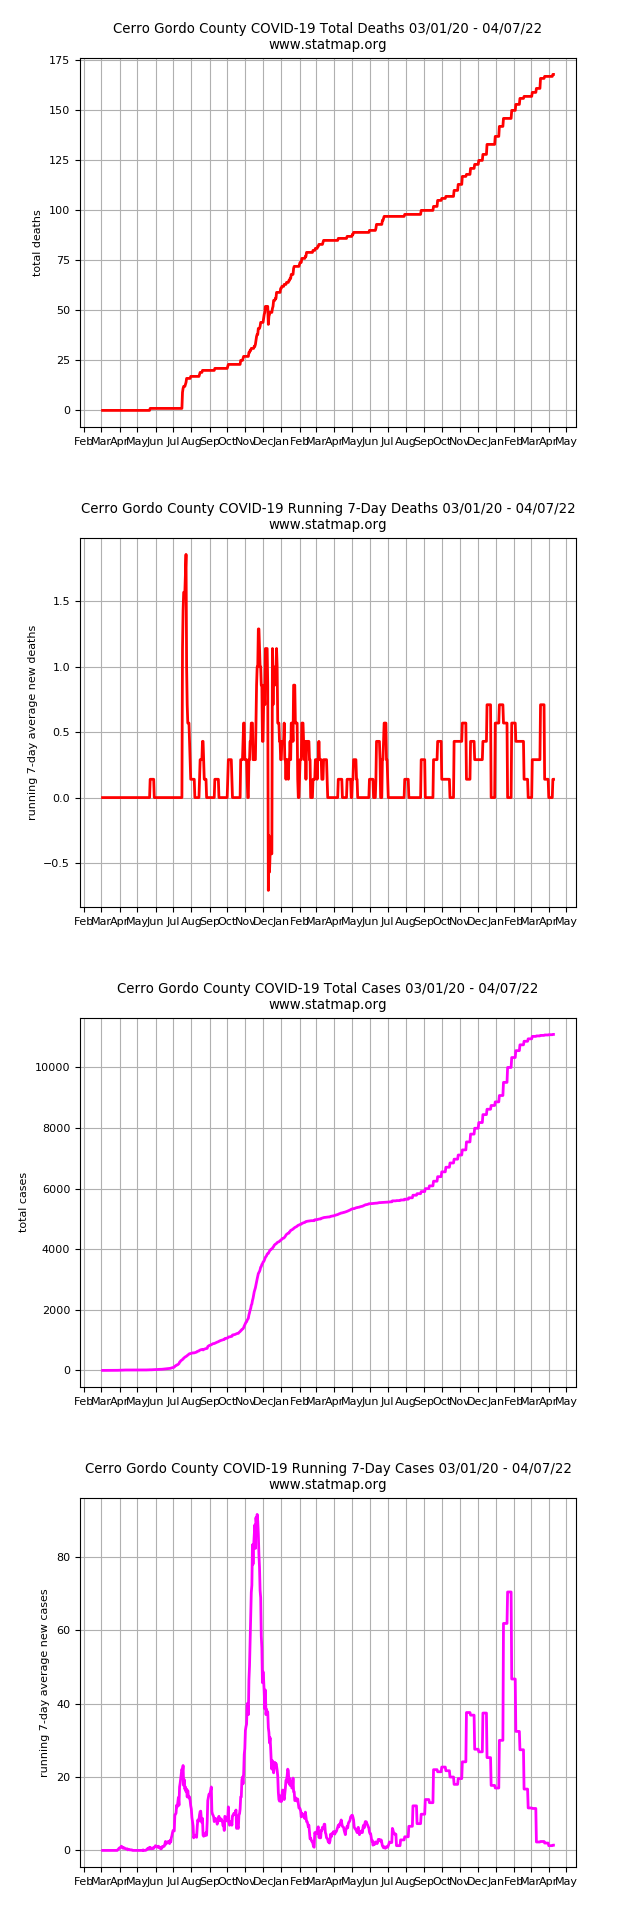 Cerro Gordo County COVID-19 Total Deaths 03/01/20 - 04/07/22
www.statmap.org
total deaths
175
150
125
100
75
50
25
0
Feb Mar Apr May Jun Jul Aug Sep Oct Nov Dec Jan Feb Mar Apr May Jun Jul Aug Sep Oct Nov Dec Jan Feb Mar Apr May
Cerro Gordo County COVID-19 Running 7-Day Deaths 03/01/20 - 04/07/22
www.statmap.org
running 7-day average new deaths
1.5
1.0
0.5
0.0
−0.5
Feb Mar Apr May Jun Jul Aug Sep Oct Nov Dec Jan Feb Mar Apr May Jun Jul Aug Sep Oct Nov Dec Jan Feb Mar Apr May
Cerro Gordo County COVID-19 Total Cases 03/01/20 - 04/07/22
www.statmap.org
total cases
10000
8000
6000
4000
2000
0
Feb Mar Apr May Jun Jul Aug Sep Oct Nov Dec Jan Feb Mar Apr May Jun Jul Aug Sep Oct Nov Dec Jan Feb Mar Apr May
Cerro Gordo County COVID-19 Running 7-Day Cases 03/01/20 - 04/07/22
www.statmap.org
running 7-day average new cases
80
60
40
20
0
Feb Mar Apr May Jun Jul Aug Sep Oct Nov Dec Jan Feb Mar Apr May Jun Jul Aug Sep Oct Nov Dec Jan Feb Mar Apr May